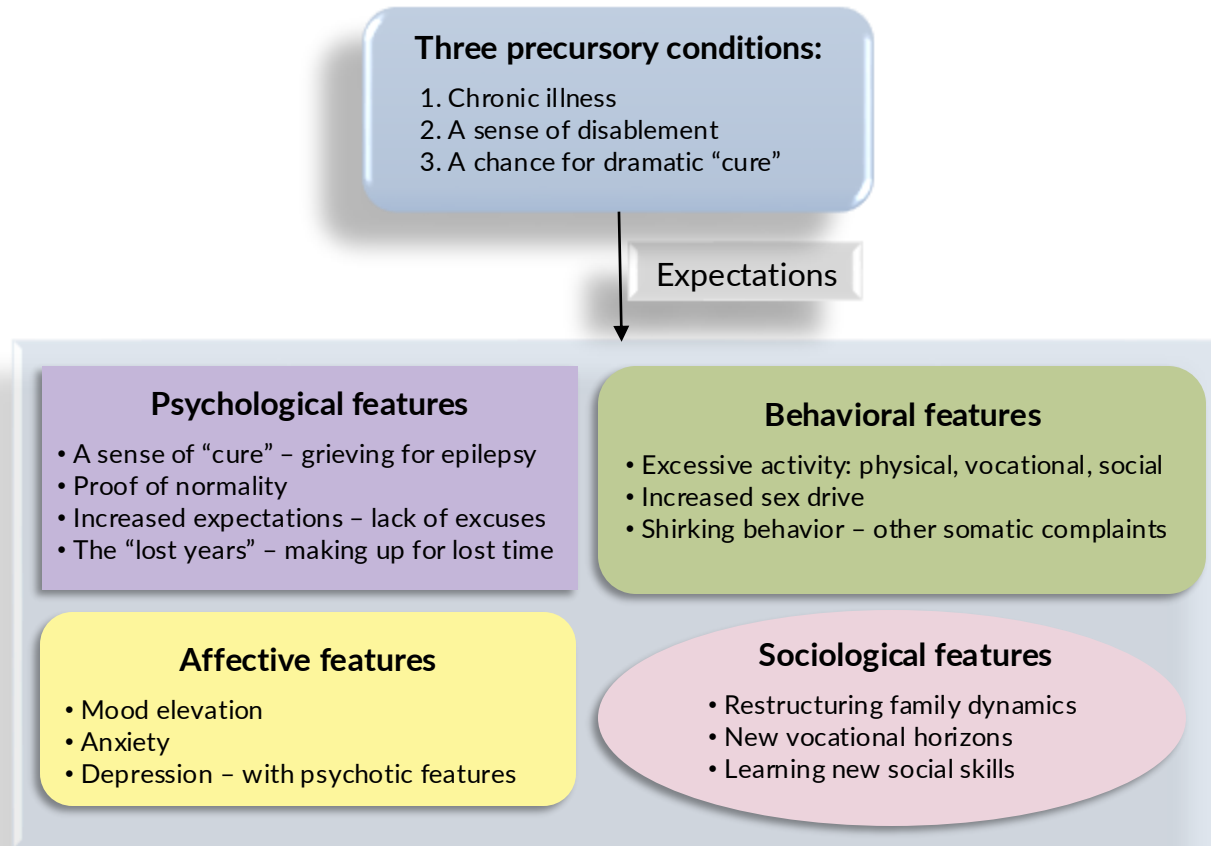 Three precursory conditions:
1. Chronic illness
2. A sense of disablement
3. A chance for dramatic “cure”
Expectations
Psychological features
• A sense of “cure” – grieving for epilepsy
• Proof of normality
• Increased expectations – lack of excuses
• The “lost years” – making up for lost time
Behavioral features
• Excessive activity: physical, vocational, social
• Increased sex drive
• Shirking behavior – other somatic complaints
Affective features
• Mood elevation
• Anxiety
• Depression – with psychotic features
Sociological features
• Restructuring family dynamics
• New vocational horizons
• Learning new social skills